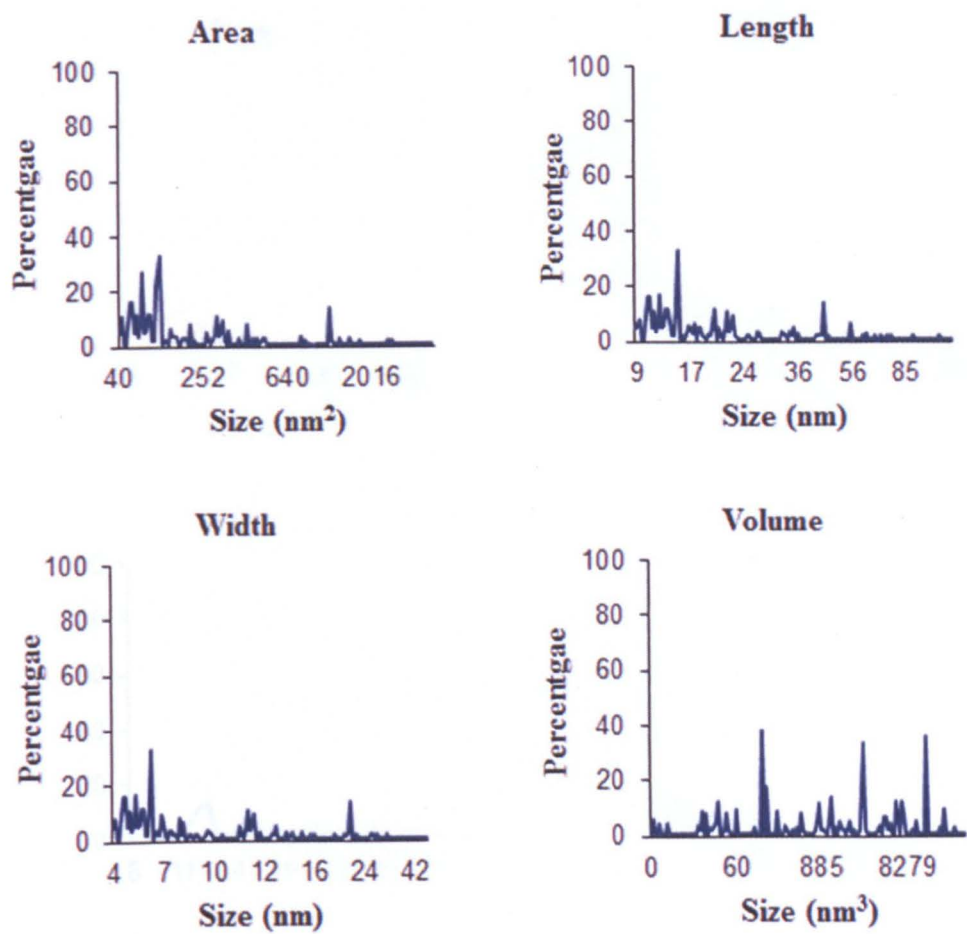 Area
100
80
60
40
20
0
Percentgae
40 252 640 2016
Size (nm²)
Length
100
80
60
40
20
0
Percentgae
9 17 24 36 56 85
Size (nm)
Width
100
80
60
40
20
0
Percentgae
4 7 10 12 16 24 42
Size (nm)
Volume
100
80
60
40
20
0
Percentgae
0 60 885 8279
Size (nm³)